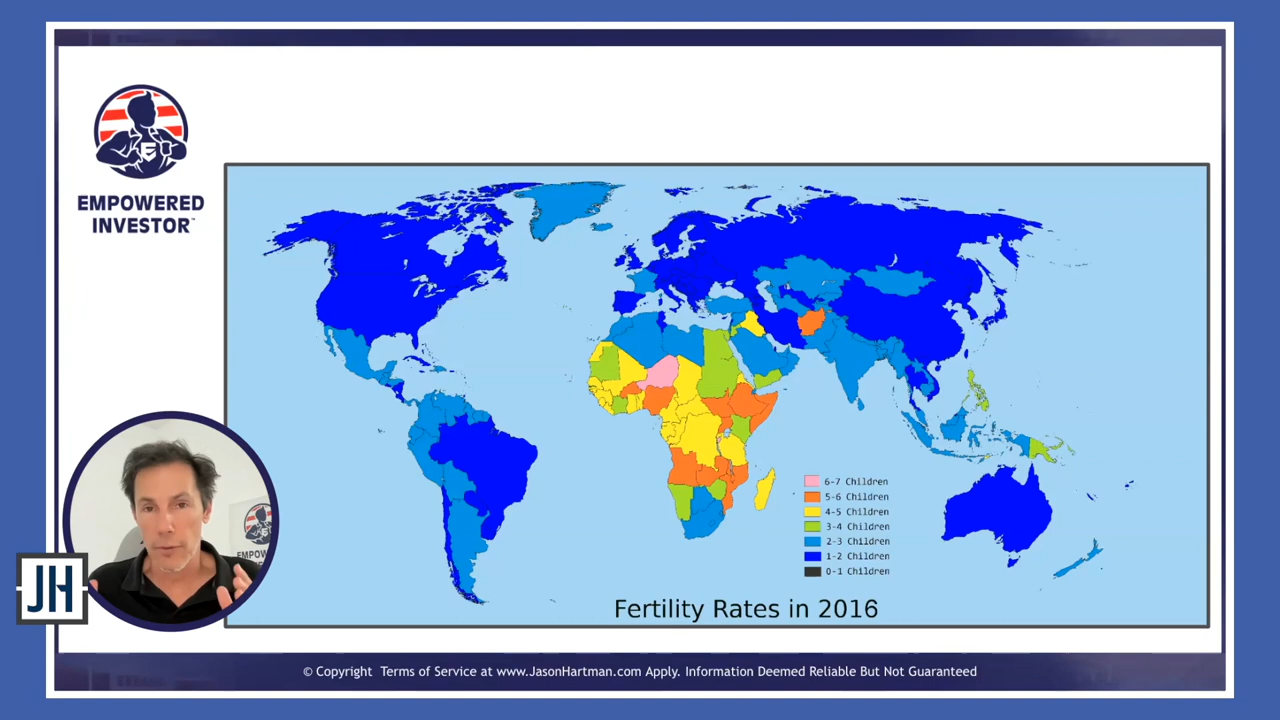 EMPOWERED
INVESTOR™
6-7 Children
5-6 Children
4-5 Children
3-4 Children
2-3 Children
1-2 Children
0-1 Children
Fertility Rates in 2016
JH
© Copyright Terms of Service at www.JasonHartman.com Apply. Information Deemed Reliable But Not Guaranteed